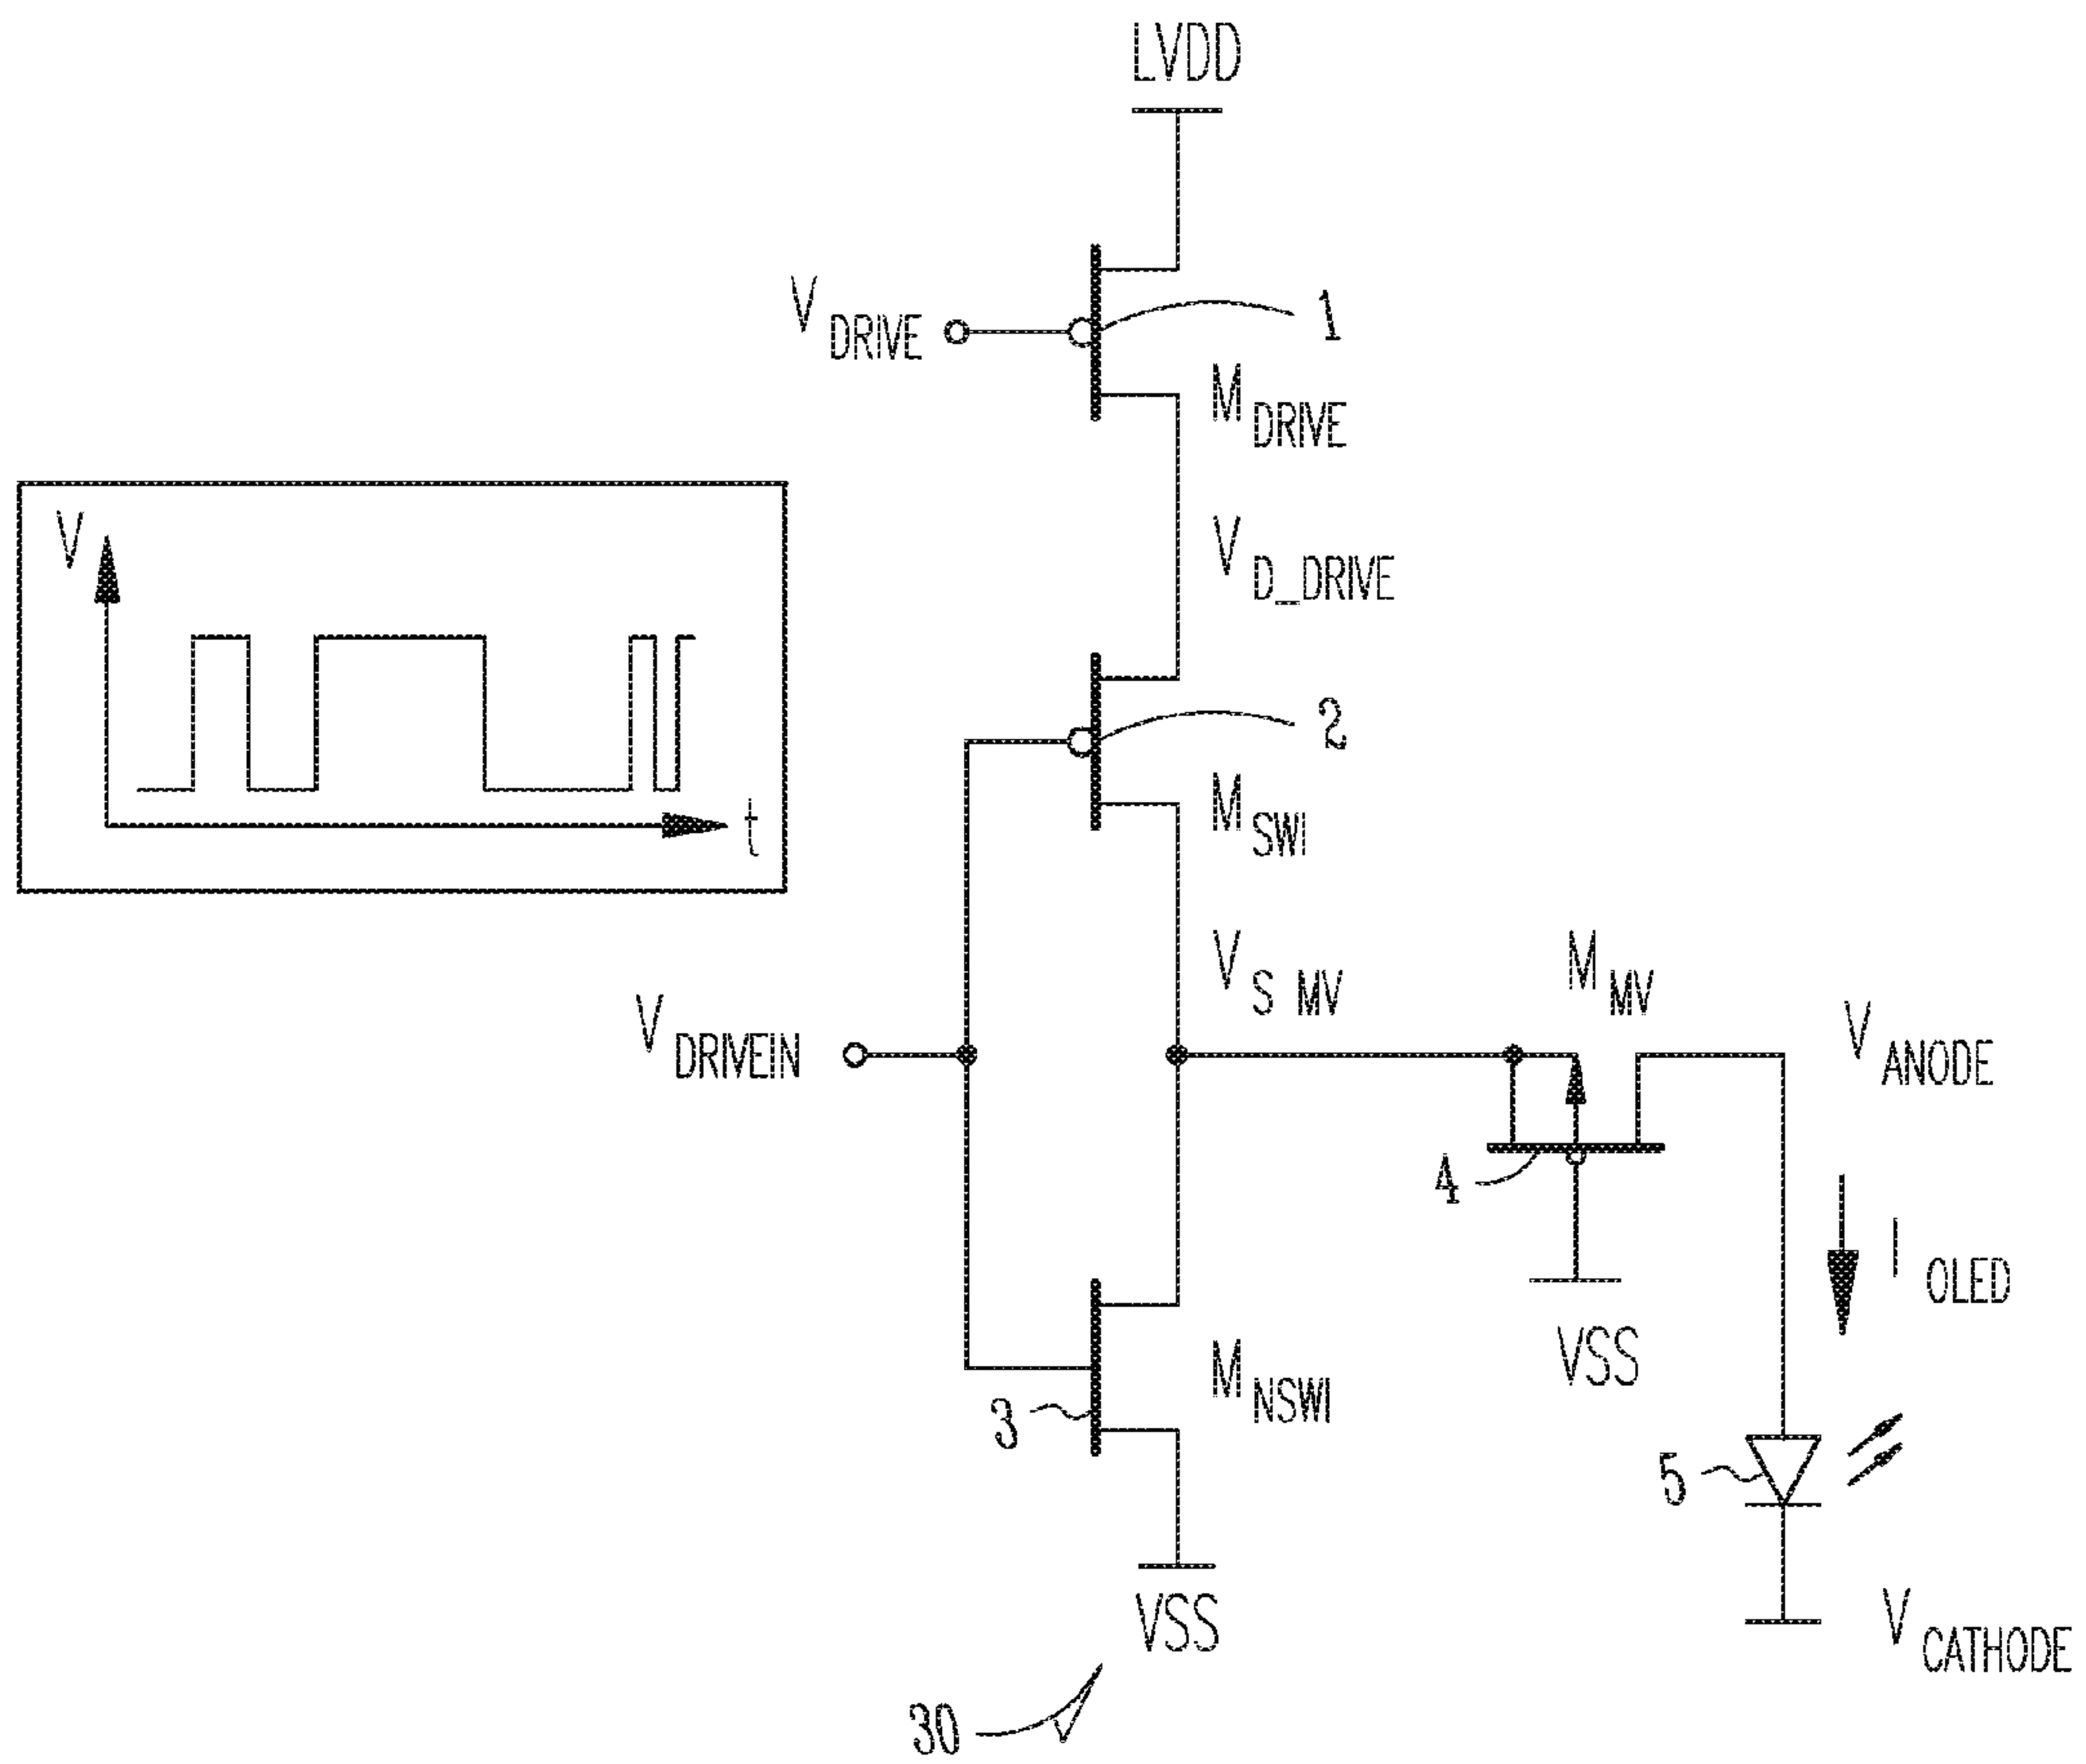 LVDD
V DRIVE
1
M DRIVE
V
V D_DRIVE
2
M SWI
t
V S MV
M MV
V DRIVEIN
V ANODE
4
I OLED
VSS
M NSWI
3
5
VSS
V CATHODE
30